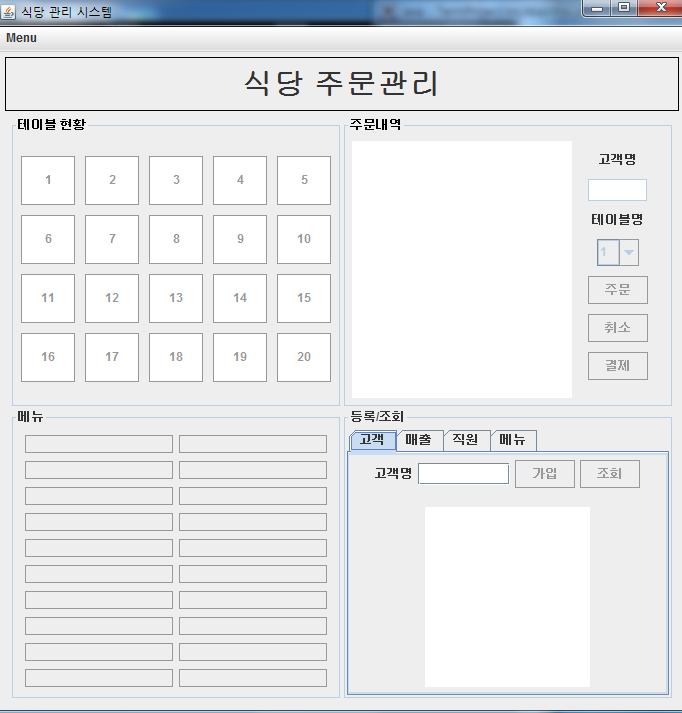 식당 관리 시스템
Menu
식당 주문관리
테이블 현황
1 2 3 4 5
6 7 8 9 10
11 12 13 14 15
16 17 18 19 20
주문내역
고객명
테이블명
1
주문
취소
결제
메뉴
등록/조회
고객 매출 직원 메뉴
고객명 가입 조회